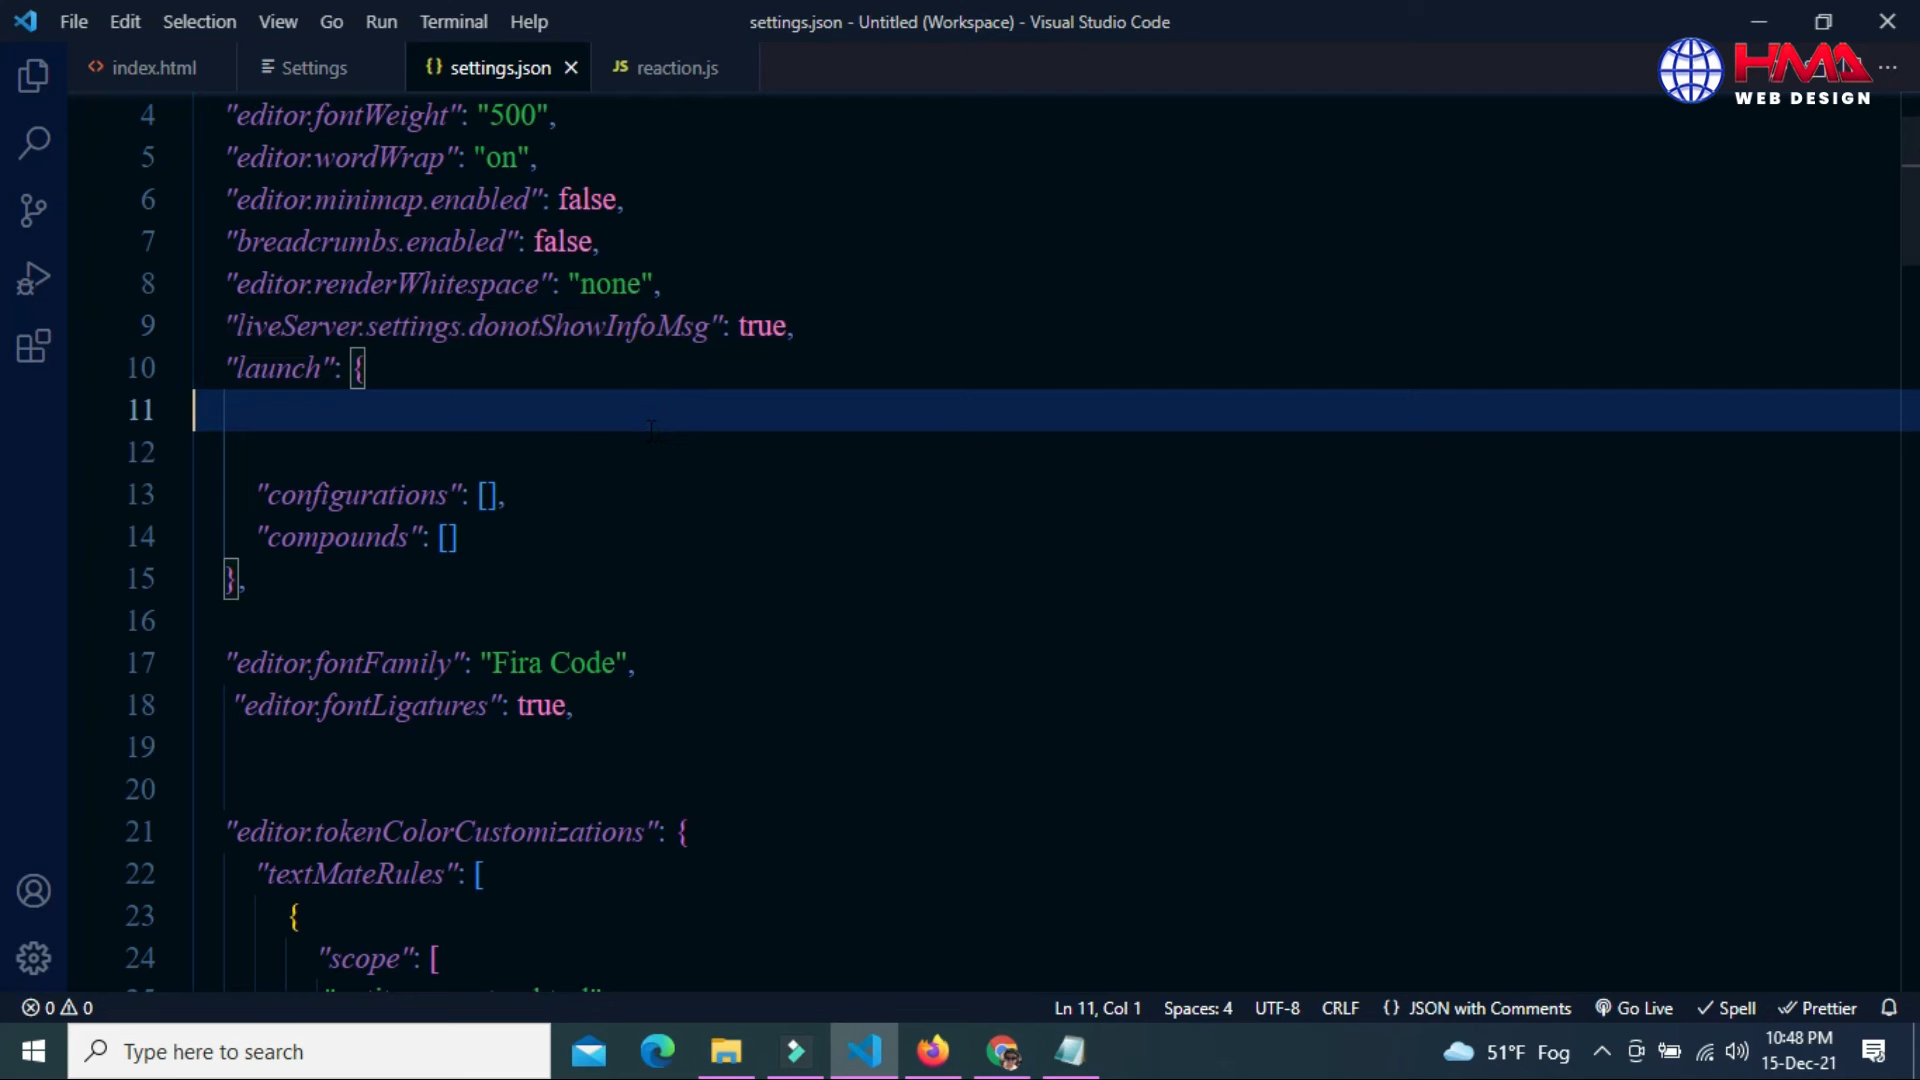 File Edit Selection View Go Run Terminal Help
settings.json - Untitled (Workspace) - Visual Studio Code
index.html Settings {} settings.json JS reaction.js
HMA
WEB DESIGN
4 "editor.fontWeight": "500",
5 "editor.wordWrap": "on",
6 "editor.minimap.enabled": false,
7 "breadcrumbs.enabled": false,
8 "editor.renderWhitespace": "none",
9 "liveServer.settings.donotShowInfoMsg": true,
10 "launch": {
11
12
13 "configurations": [],
14 "compounds": []
15 },
16
17 "editor.fontFamily": "Fira Code",
18 "editor.fontLigatures": true,
19
20
21 "editor.tokenColorCustomizations": {
22 "textMateRules": [
23 {
24 "scope": [
0 0 Ln 11, Col 1 Spaces: 4 UTF-8 CRLF {} JSON with Comments Go Live Spell Prettier
Type here to search 51°F Fog 10:48 PM
15-Dec-21